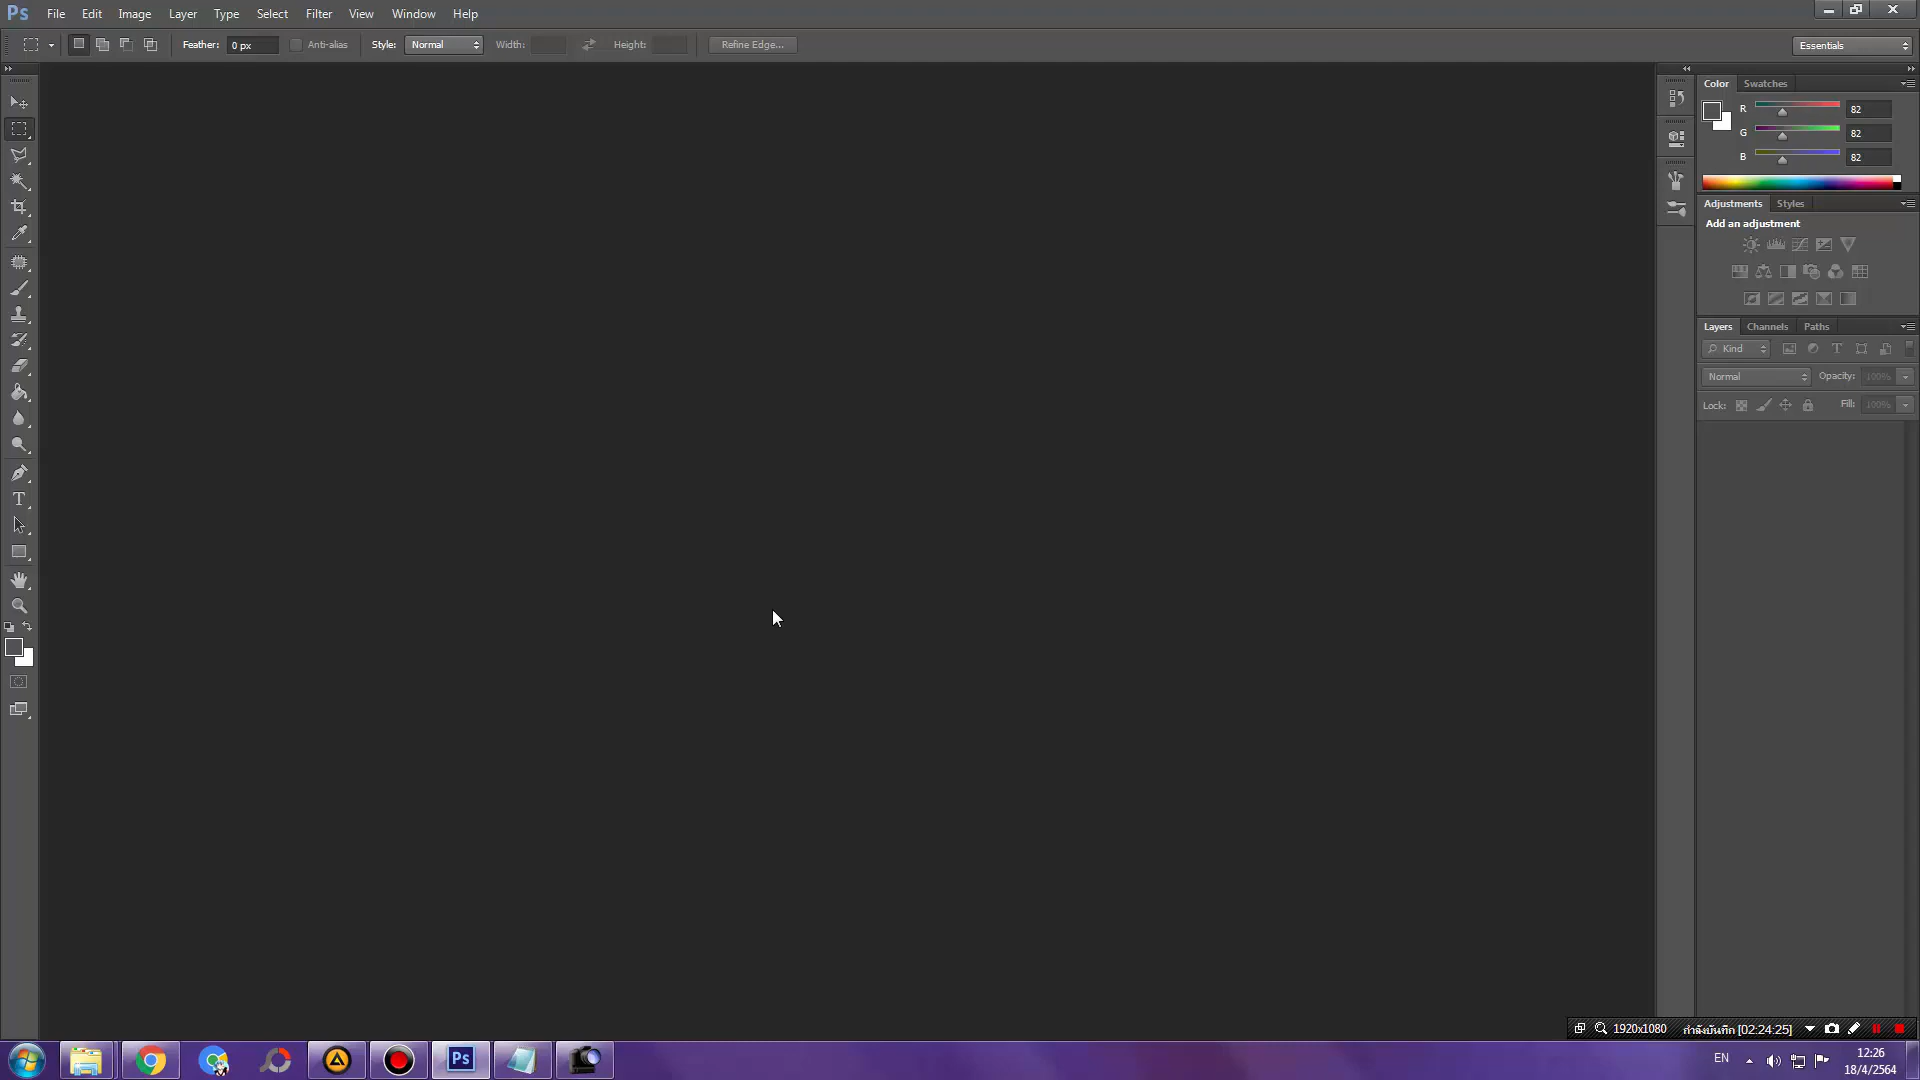 Ps File Edit Image Layer Type Select Filter View Window Help
Feather: 0 px Anti-alias Style: Normal Width: Height: Refine Edge... Essentials
Color Swatches
R 82
G 82
B 82
Adjustments Styles
Add an adjustment
Layers Channels Paths
Kind
Normal Opacity: 100%
Lock: Fill: 100%
T
1920x1080 กำลังบันทึก [02:24:25]
Ps EN 12:26
18/4/2564